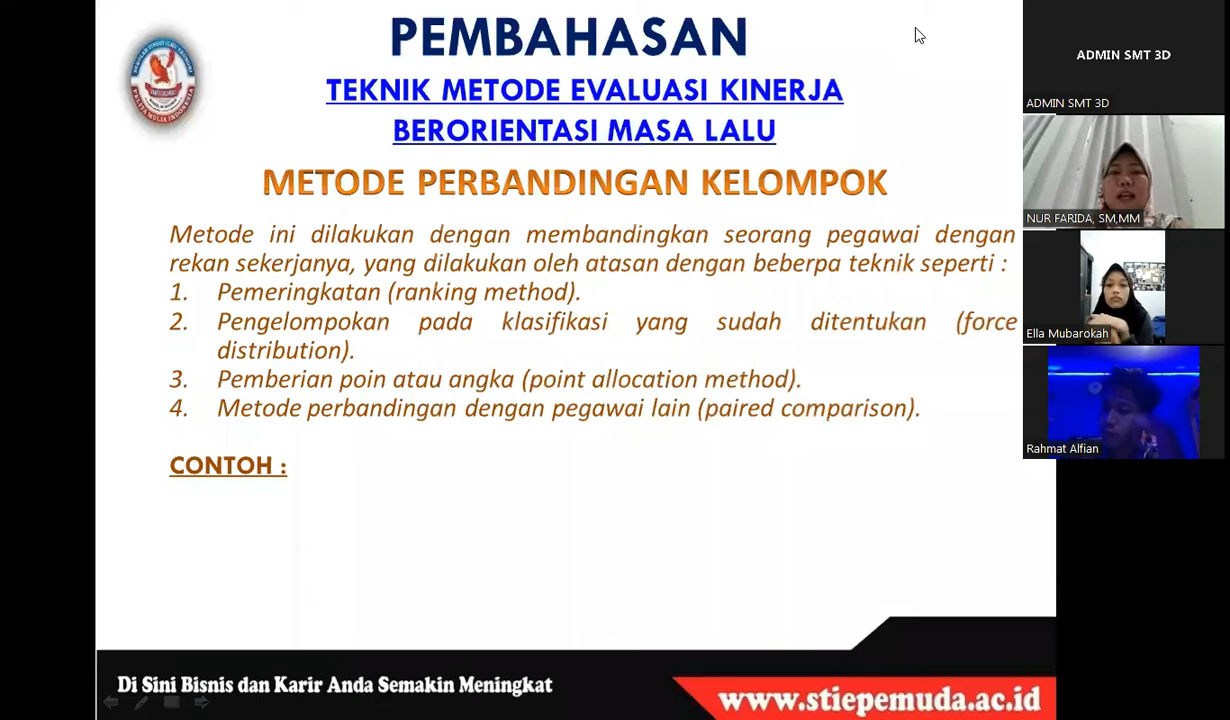 PEMBAHASAN
TEKNIK METODE EVALUASI KINERJA
BERORIENTASI MASA LALU
METODE PERBANDINGAN KELOMPOK
Metode ini dilakukan dengan membandingkan seorang pegawai dengan
rekan sekerjanya, yang dilakukan oleh atasan dengan beberpa teknik seperti :
1. Pemeringkatan (ranking method).
2. Pengelompokan pada klasifikasi yang sudah ditentukan (force
distribution).
3. Pemberian poin atau angka (point allocation method).
4. Metode perbandingan dengan pegawai lain (paired comparison).
CONTOH :
Di Sini Bisnis dan Karir Anda Semakin Meningkat
www.stiepemuda.ac.id
ADMIN SMT 3D
ADMIN SMT 3D
NUR FARIDA, SM,MM
Ella Mubarokah
Rahmat Alfian